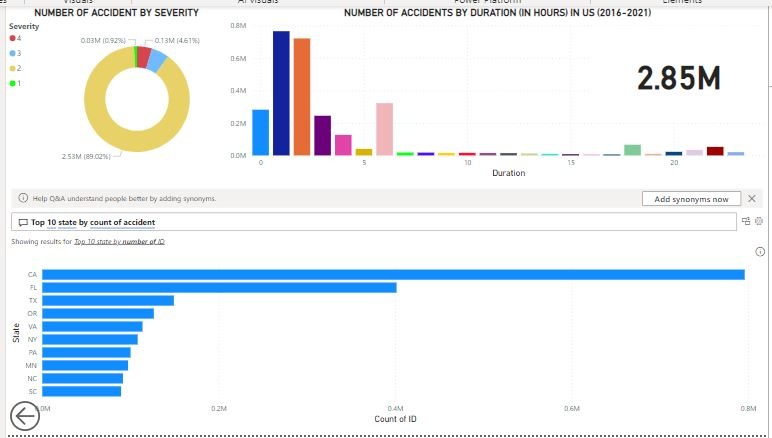 Visuals
AI visuals
Power Platform
Elements
NUMBER OF ACCIDENT BY SEVERITY
NUMBER OF ACCIDENTS BY DURATION (IN HOURS) IN US (2016-2021)
Severity
4
3
2
1
0.03M (0.92%)
0.13M (4.61%)
2.53M (89.02%)
0.8M
0.6M
0.4M
0.2M
0.0M
0
5
10
15
20
Duration
2.85M
Help Q&A understand people better by adding synonyms.
Add synonyms now
Top 10 state by count of accident
Showing results for Top 10 state by number of ID
State
CA
FL
TX
OR
VA
NY
PA
MN
NC
SC
0.0M
0.2M
0.4M
0.6M
0.8M
Count of ID